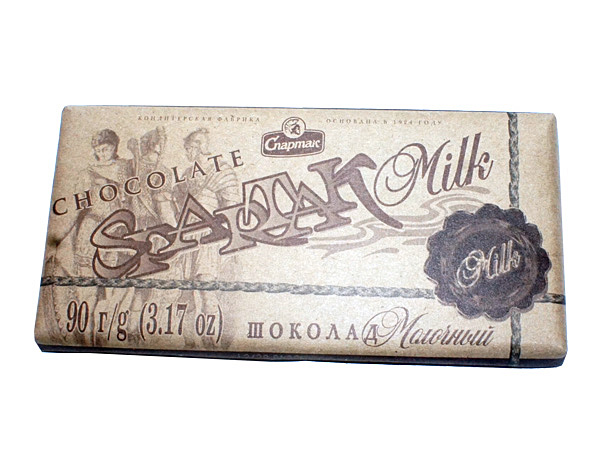 КОНДИТЕРСКАЯ ФАБРИКА
ОСНОВАНА В 1924 ГОДУ
Спартак
CHOCOLATE
SPARTAK
Milk
Milk
90 г/g (3.17 oz)
ШОКОЛАД Молочный